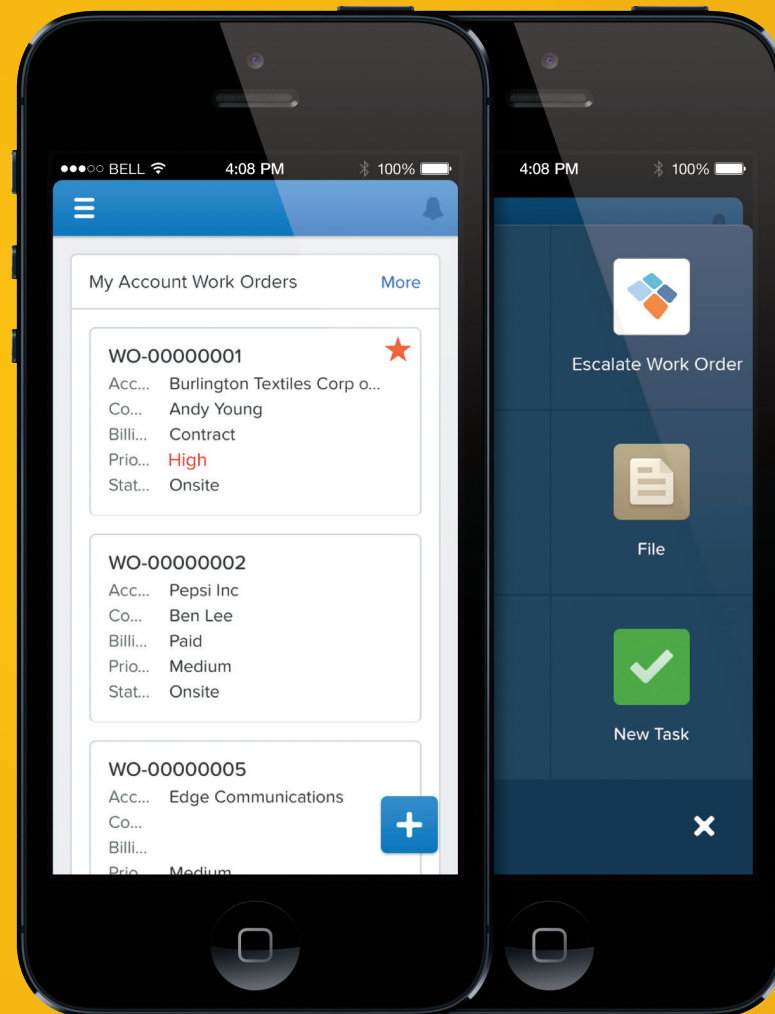 BELL 4:08 PM 100%
My Account Work Orders More
WO-00000001
Acc... Burlington Textiles Corp o...
Co... Andy Young
Billi... Contract
Prio... High
Stat... Onsite
WO-00000002
Acc... Pepsi Inc
Co... Ben Lee
Billi... Paid
Prio... Medium
Stat... Onsite
WO-00000005
Acc... Edge Communications
Co...
Billi...
Prio... Medium
4:08 PM 100%
Escalate Work Order
File
New Task